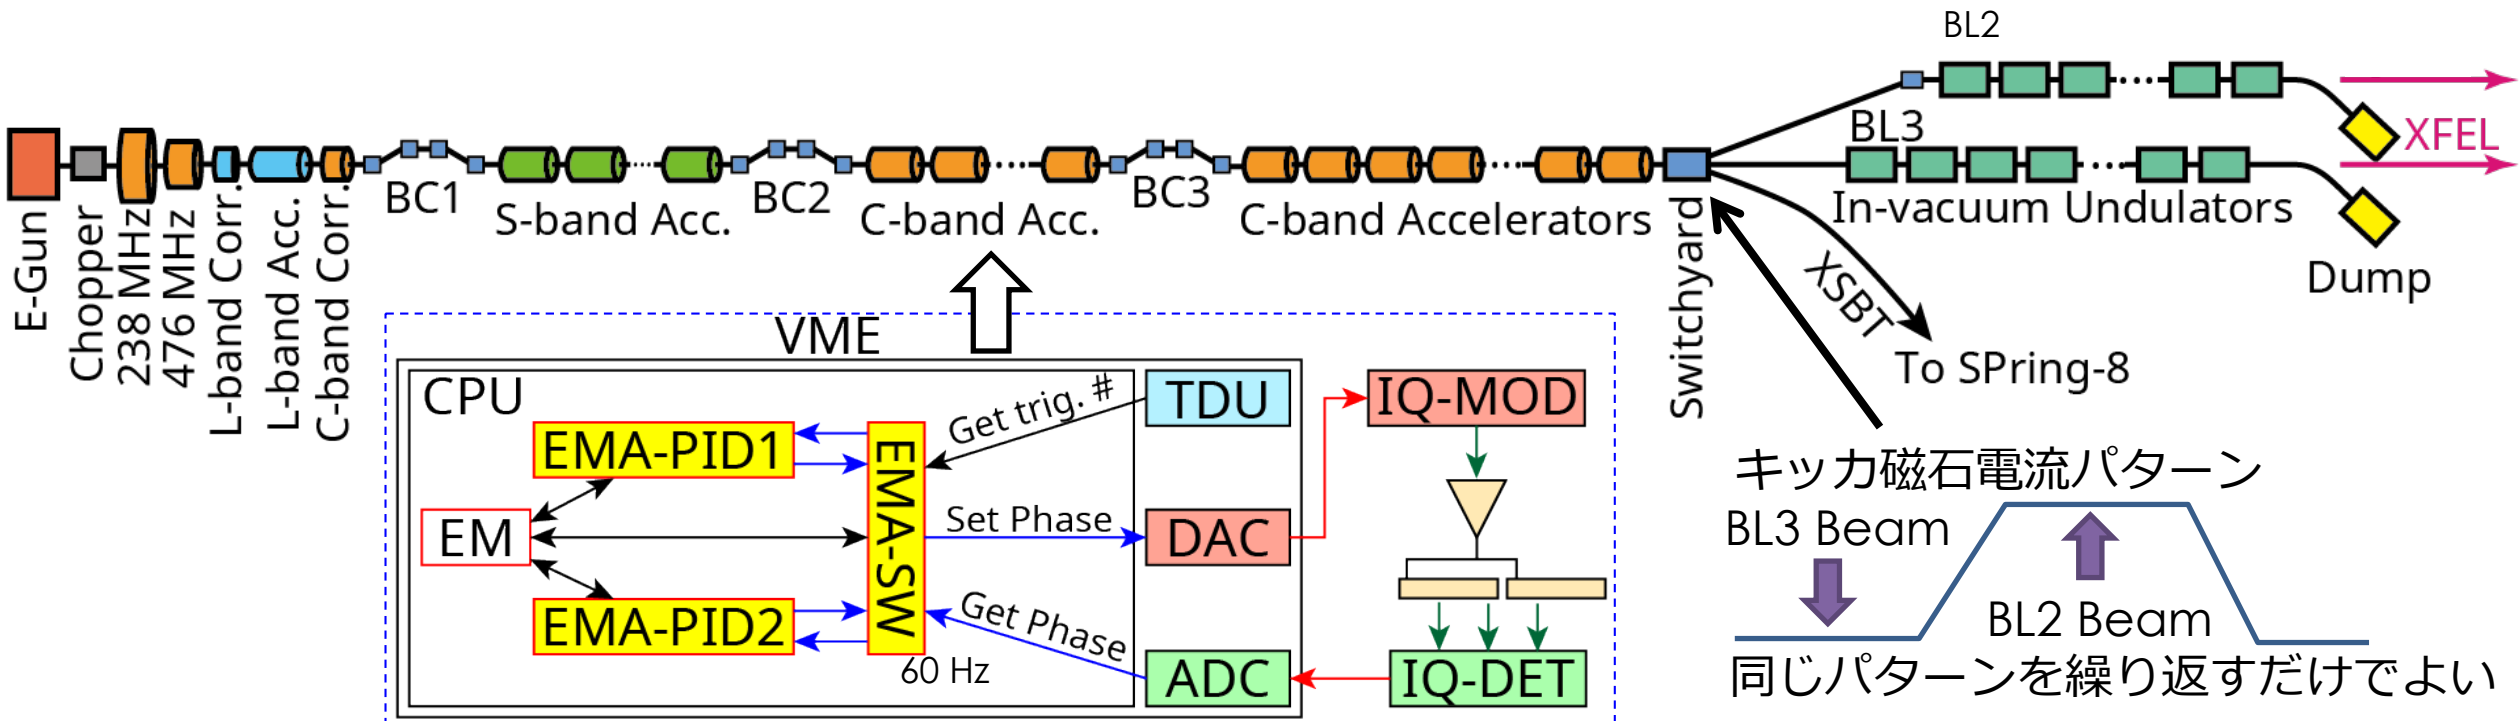 BL2
BL3
XFEL
BC1
BC2
BC3
S-band Acc.
C-band Acc.
C-band Accelerators
In-vacuum Undulators
E-Gun
Chopper
238 MHz
476 MHz
L-band Corr.
L-band Acc.
C-band Corr.
Switchyard
XSBT
Dump
To SPring-8
VME
CPU
TDU
IQ-MOD
Get trig. #
EMA-PID1
EMA-SW
EM
Set Phase
DAC
EMA-PID2
Get Phase
60 Hz
ADC
IQ-DET
キッカ磁石電流パターン
BL3 Beam
BL2 Beam
同じパターンを繰り返すだけでよい